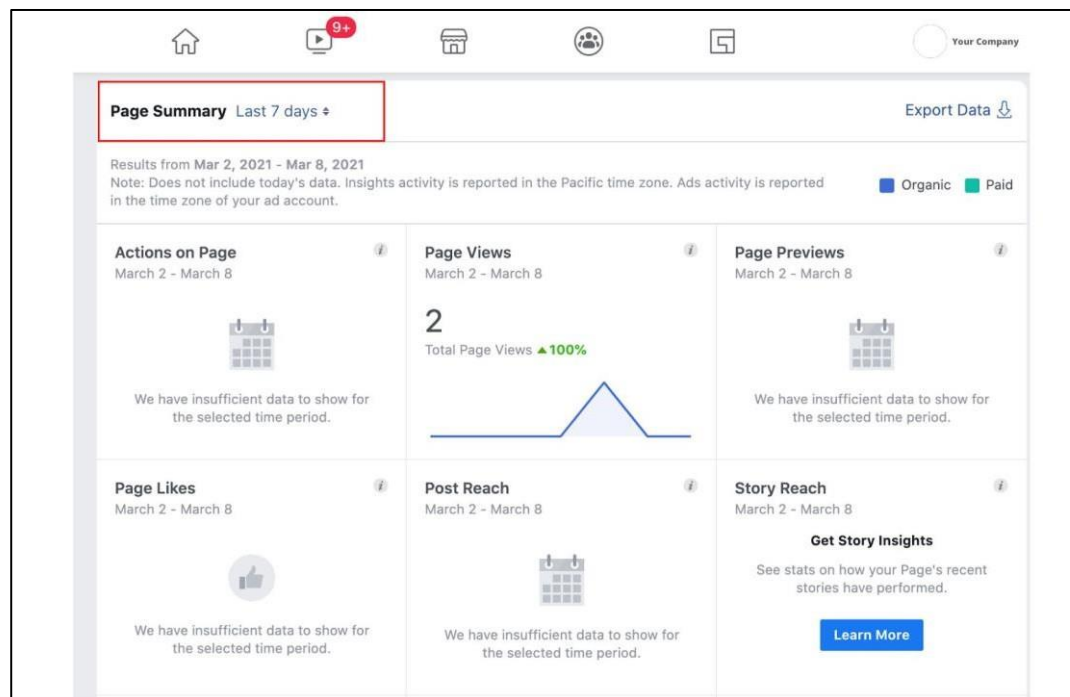 9+
Your Company
Page Summary Last 7 days
Export Data
Results from Mar 2, 2021 - Mar 8, 2021
Note: Does not include today's data. Insights activity is reported in the Pacific time zone. Ads activity is reported
in the time zone of your ad account.
Organic Paid
Actions on Page
March 2 - March 8
We have insufficient data to show for
the selected time period.
Page Views
March 2 - March 8
2
Total Page Views ▲100%
Page Previews
March 2 - March 8
We have insufficient data to show for
the selected time period.
Page Likes
March 2 - March 8
We have insufficient data to show for
the selected time period.
Post Reach
March 2 - March 8
We have insufficient data to show for
the selected time period.
Story Reach
March 2 - March 8
Get Story Insights
See stats on how your Page's recent
stories have performed.
Learn More